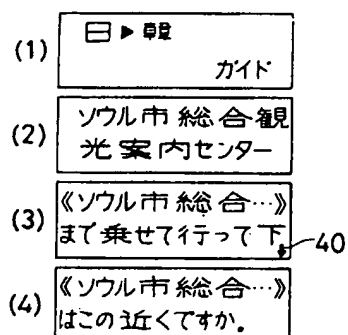 (1)
日▶韓
ガイド
(2)
ソウル市総合観
光案内センター
(3)
《ソウル市総合…》
まで乗せて行って下
40
(4)
《ソウル市総合…》
はこの近くですか.